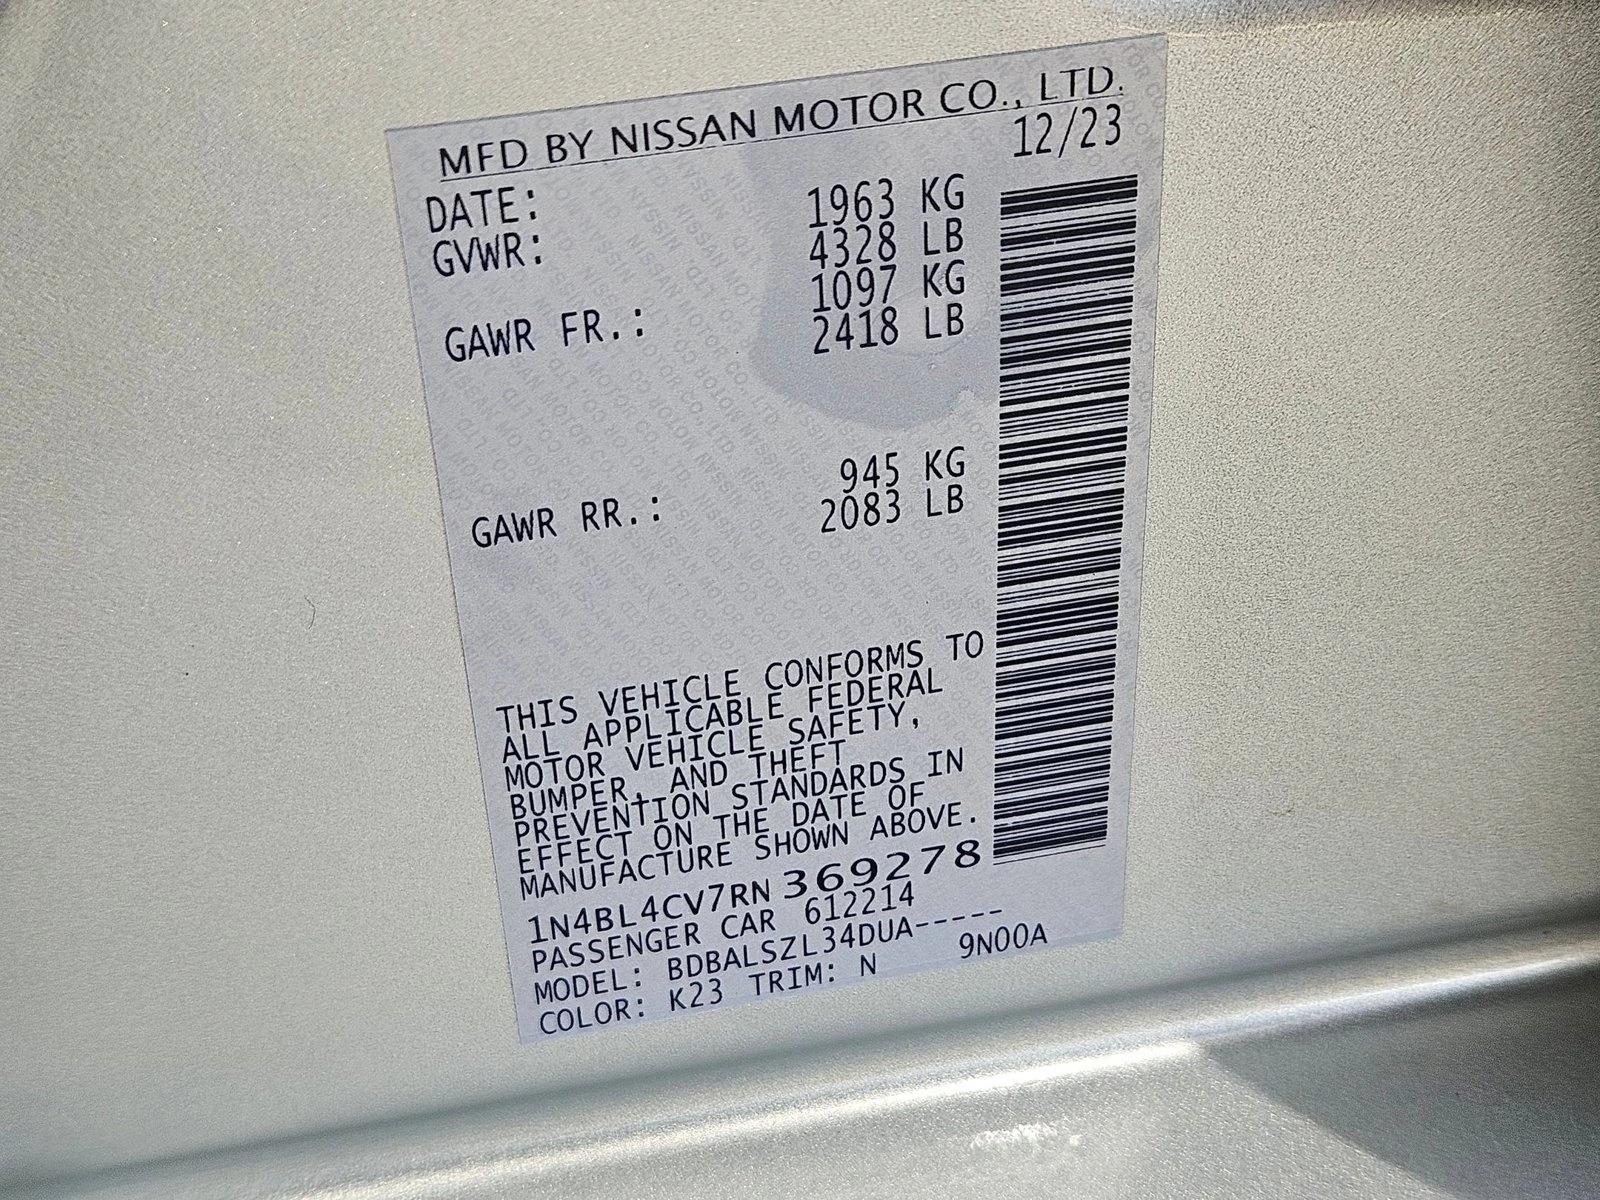 MFD BY NISSAN MOTOR CO., LTD.
DATE: 12/23
GVWR: 1963 KG
4328 LB
GAWR FR.: 1097 KG
2418 LB
GAWR RR.: 945 KG
2083 LB
THIS VEHICLE CONFORMS TO
ALL APPLICABLE FEDERAL
MOTOR VEHICLE SAFETY,
BUMPER, AND THEFT
PREVENTION STANDARDS IN
EFFECT ON THE DATE OF
MANUFACTURE SHOWN ABOVE.
1N4BL4CV7RN 369278
PASSENGER CAR 612214
MODEL: BDBALSZL34DUA-----
COLOR: K23 TRIM: N 9N00A